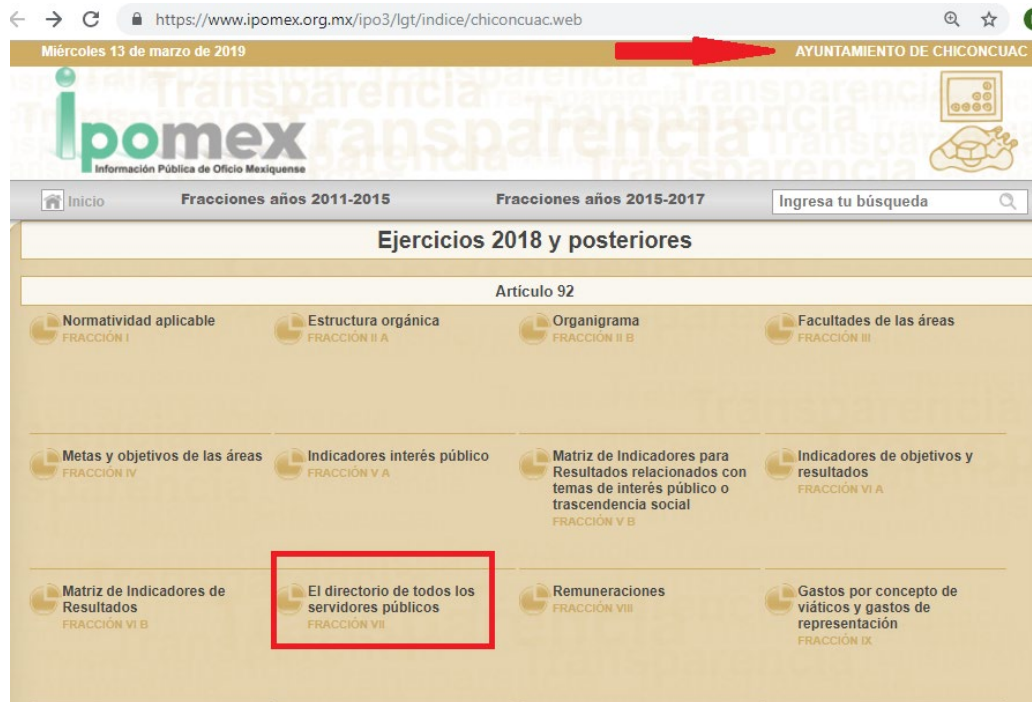 https://www.ipomex.org.mx/ipo3/lgt/indice/chiconcuac.web
Miércoles 13 de marzo de 2019
AYUNTAMIENTO DE CHICONCUAC
ipomex
Información Pública de Oficio Mexiquense
Transparencia
Inicio
Fracciones años 2011-2015
Fracciones años 2015-2017
Ingresa tu búsqueda
Ejercicios 2018 y posteriores
Artículo 92
Normatividad aplicable
FRACCIÓN I
Estructura orgánica
FRACCIÓN II A
Organigrama
FRACCIÓN II B
Facultades de las áreas
FRACCIÓN III
Metas y objetivos de las áreas
FRACCIÓN IV
Indicadores interés público
FRACCIÓN V A
Matriz de Indicadores para
Resultados relacionados con
temas de interés público o
trascendencia social
FRACCIÓN V B
Indicadores de objetivos y
resultados
FRACCIÓN VI A
Matriz de Indicadores de
Resultados
FRACCIÓN VI B
El directorio de todos los
servidores públicos
FRACCIÓN VII
Remuneraciones
FRACCIÓN VIII
Gastos por concepto de
viáticos y gastos de
representación
FRACCIÓN IX